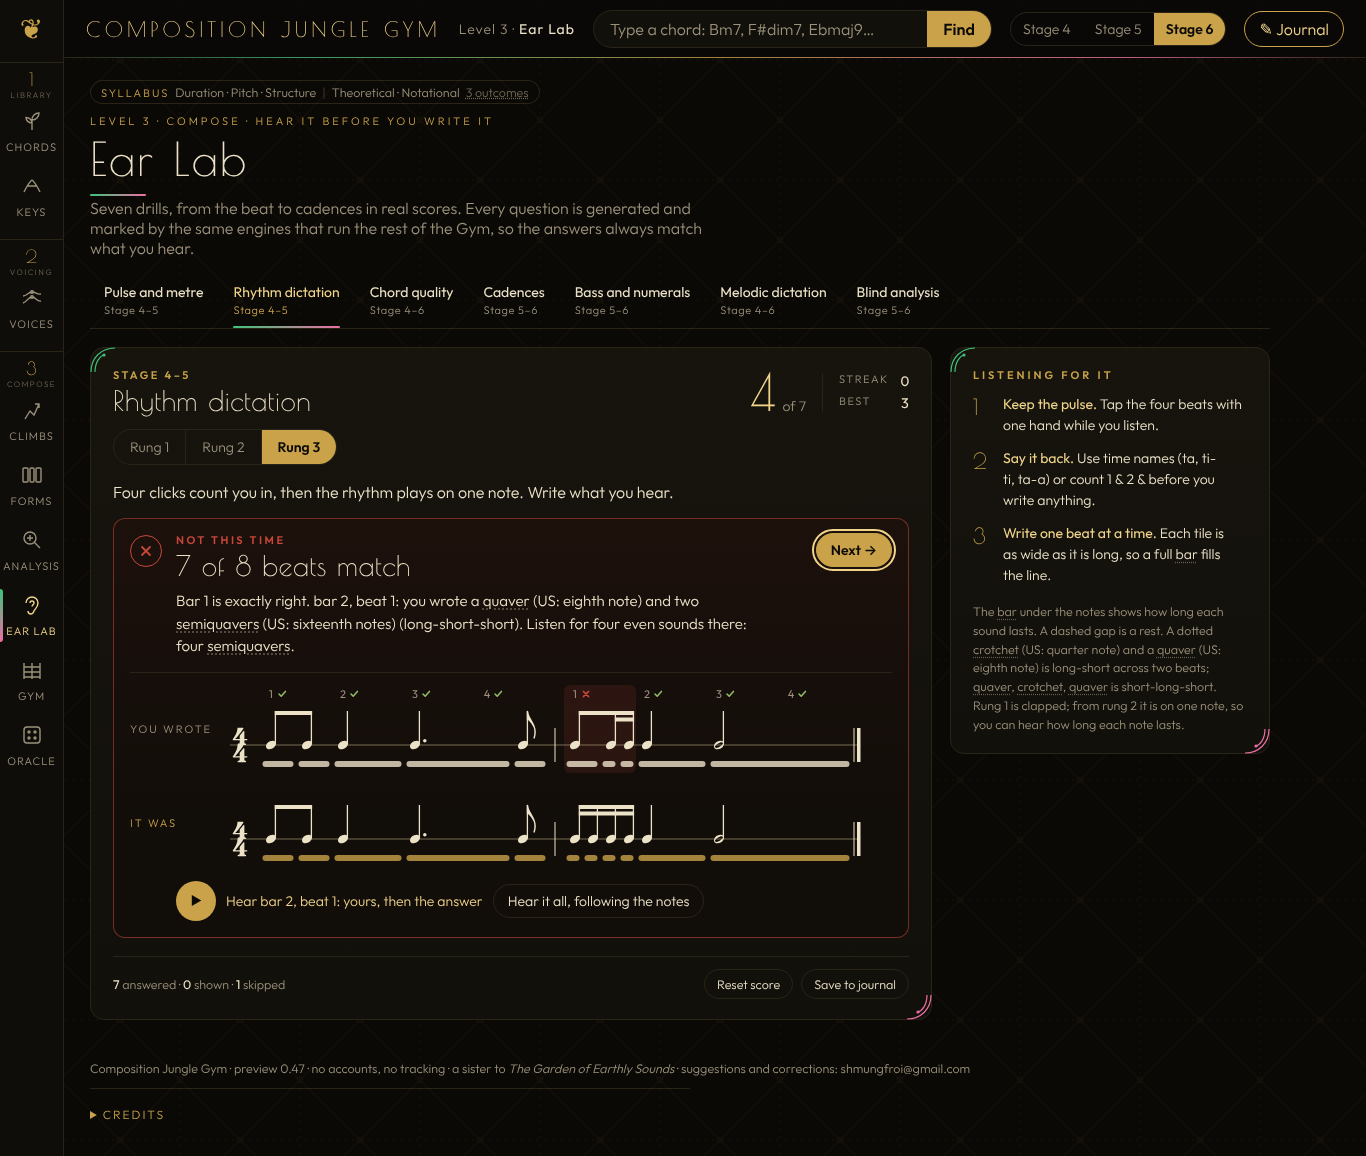 COMPOSITION JUNGLE GYM
Level 3 · Ear Lab
Type a chord: Bm7, F#dim7, Ebmaj9...
Find
Stage 4
Stage 5
Stage 6
✎ Journal
1
LIBRARY
CHORDS
KEYS
2
VOICING
VOICES
3
COMPOSE
CLIMBS
FORMS
ANALYSIS
EAR LAB
GYM
ORACLE
SYLLABUS Duration · Pitch · Structure | Theoretical · Notational 3 outcomes
LEVEL 3 · COMPOSE · HEAR IT BEFORE YOU WRITE IT
Ear Lab
Seven drills, from the beat to cadences in real scores. Every question is generated and
marked by the same engines that run the rest of the Gym, so the answers always match
what you hear.
Pulse and metre
Stage 4–5
Rhythm dictation
Stage 4–5
Chord quality
Stage 4–6
Cadences
Stage 5–6
Bass and numerals
Stage 5–6
Melodic dictation
Stage 4–6
Blind analysis
Stage 5–6
STAGE 4–5
Rhythm dictation
4 of 7
STREAK 0
BEST 3
Rung 1
Rung 2
Rung 3
Four clicks count you in, then the rhythm plays on one note. Write what you hear.
NOT THIS TIME
7 of 8 beats match
Next →
Bar 1 is exactly right. bar 2, beat 1: you wrote a quaver (US: eighth note) and two
semiquavers (US: sixteenth notes) (long-short-short). Listen for four even sounds there:
four semiquavers.
1 ✓ 2 ✓ 3 ✓ 4 ✓ 1 ✗ 2 ✓ 3 ✓ 4 ✓
YOU WROTE
4
4
IT WAS
4
4
Hear bar 2, beat 1: yours, then the answer
Hear it all, following the notes
7 answered · 0 shown · 1 skipped
Reset score
Save to journal
LISTENING FOR IT
1 Keep the pulse. Tap the four beats with
one hand while you listen.
2 Say it back. Use time names (ta, ti-
ti, ta-a) or count 1 & 2 & before you
write anything.
3 Write one beat at a time. Each tile is
as wide as it is long, so a full bar fills
the line.
The bar under the notes shows how long each
sound lasts. A dashed gap is a rest. A dotted
crotchet (US: quarter note) and a quaver (US:
eighth note) is long-short across two beats;
quaver, crotchet, quaver is short-long-short.
Rung 1 is clapped; from rung 2 it is on one note, so
you can hear how long each note lasts.
Composition Jungle Gym · preview 0.47 · no accounts, no tracking · a sister to The Garden of Earthly Sounds · suggestions and corrections: shmungfroi@gmail.com
▶ CREDITS